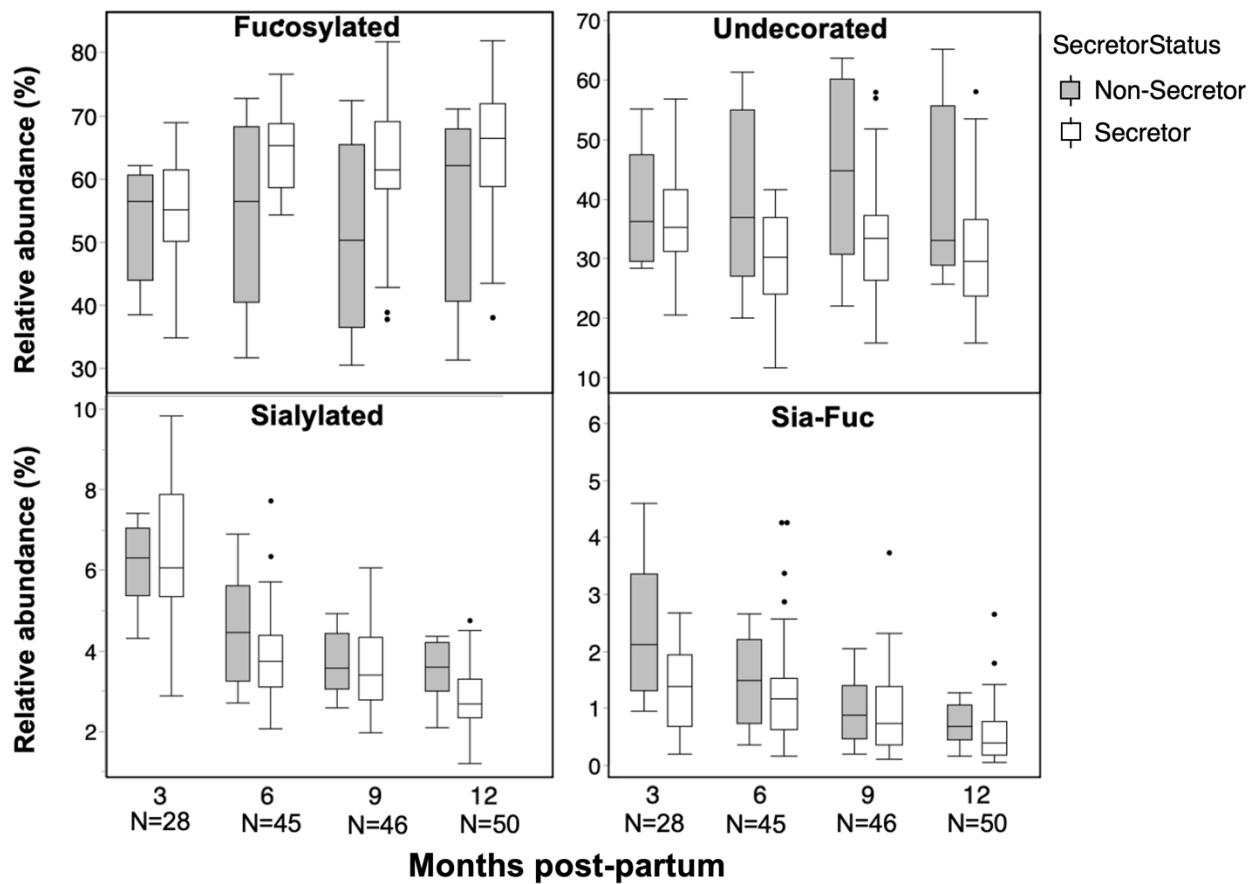 Fucosylated
Undecorated
SecretorStatus
Non-Secretor
Secretor
Relative abundance (%)
80
70
60
50
40
30
70
60
50
40
30
20
10
Sialylated
Sia-Fuc
Relative abundance (%)
10
8
6
4
2
6
5
4
3
2
1
0
3 6 9 12
N=28 N=45 N=46 N=50
3 6 9 12
N=28 N=45 N=46 N=50
Months post-partum